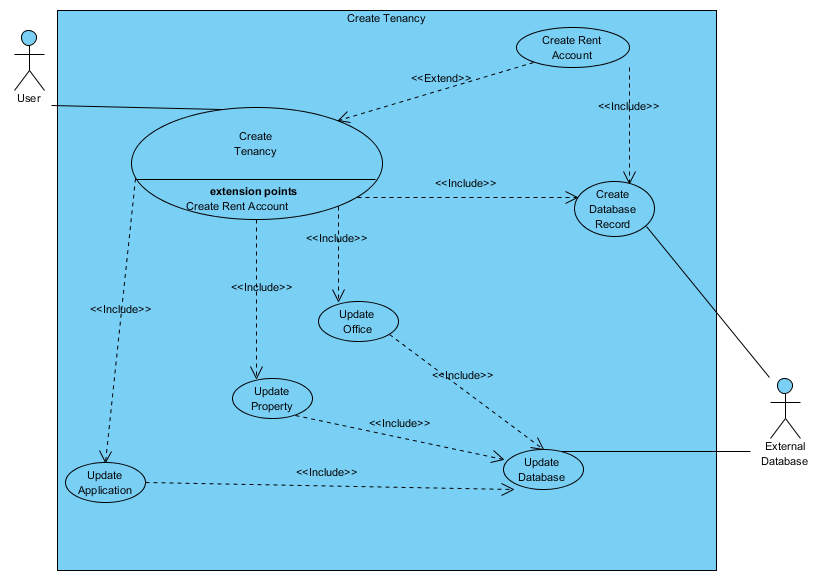 Create Tenancy
Create Rent
Account
<<Extend>>
User
<<Include>>
Create
Tenancy
extension points
Create Rent Account
<<Include>>
Create
Database
Record
<<Include>>
<<Include>>
<<Include>>
Update
Office
<<Include>>
Update
Property
<<Include>>
External
Database
Update
Application
<<Include>>
Update
Database